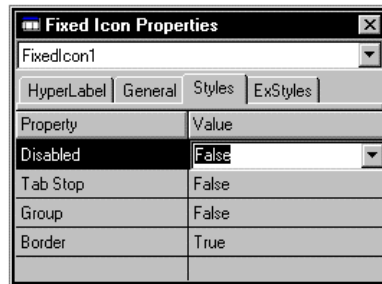 Fixed Icon Properties
FixedIcon1
HyperLabel General Styles ExStyles
Property Value
Disabled False
Tab Stop False
Group False
Border True